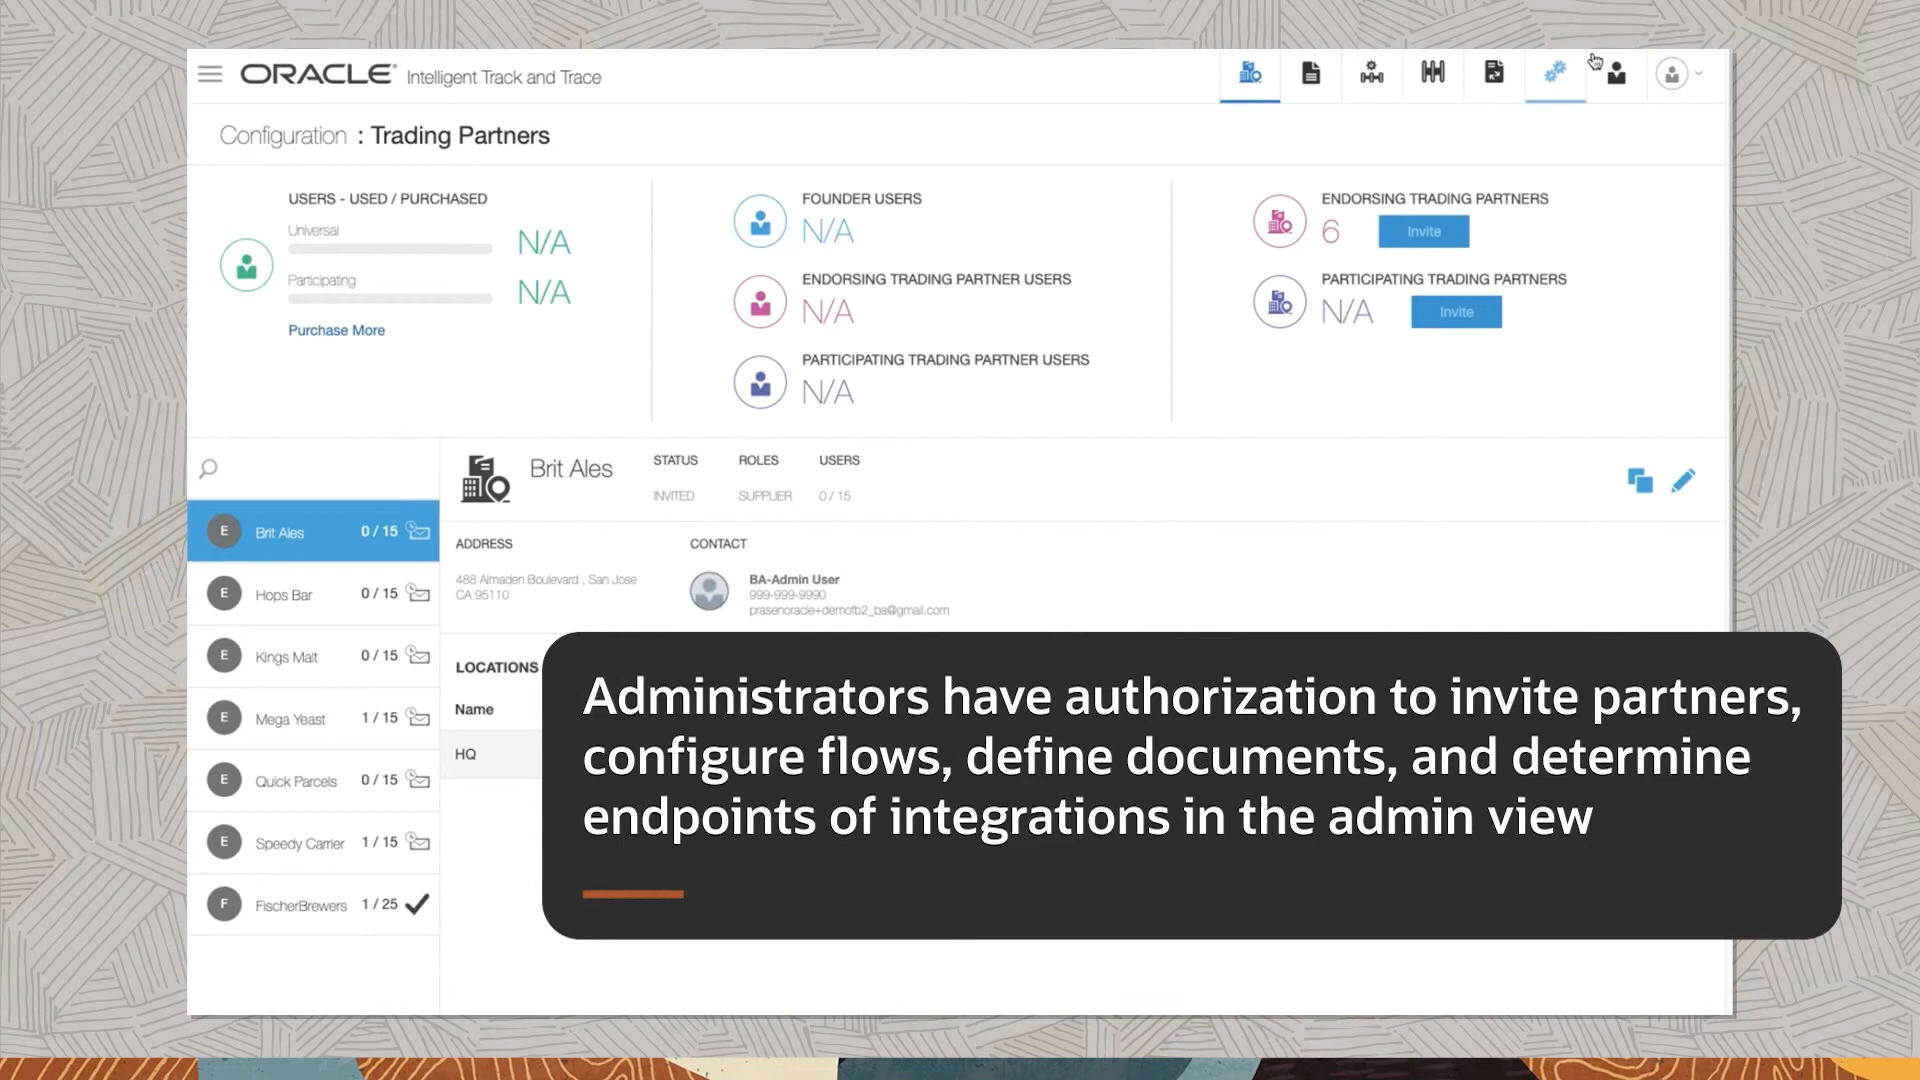 ORACLE Intelligent Track and Trace
Configuration : Trading Partners
USERS - USED / PURCHASED
Universal
N/A
Participating
N/A
Purchase More
FOUNDER USERS
N/A
ENDORSING TRADING PARTNER USERS
N/A
PARTICIPATING TRADING PARTNER USERS
N/A
ENDORSING TRADING PARTNERS
6 Invite
PARTICIPATING TRADING PARTNERS
N/A Invite
E Brit Ales 0 / 15
E Hops Bar 0 / 15
E Kings Malt 0 / 15
E Mega Yeast 1 / 15
E Quick Parcels 0 / 15
E Speedy Carrier 1 / 15
F FischerBrewers 1 / 25
Brit Ales
STATUS ROLES USERS
INVITED SUPPLIER 0 / 15
ADDRESS
488 Almaden Boulevard , San Jose
CA 95110
CONTACT
BA-Admin User
999-999-9990
prasenoracle+demofb2_ba@gmail.com
LOCATIONS
Name
HQ
Administrators have authorization to invite partners,
configure flows, define documents, and determine
endpoints of integrations in the admin view